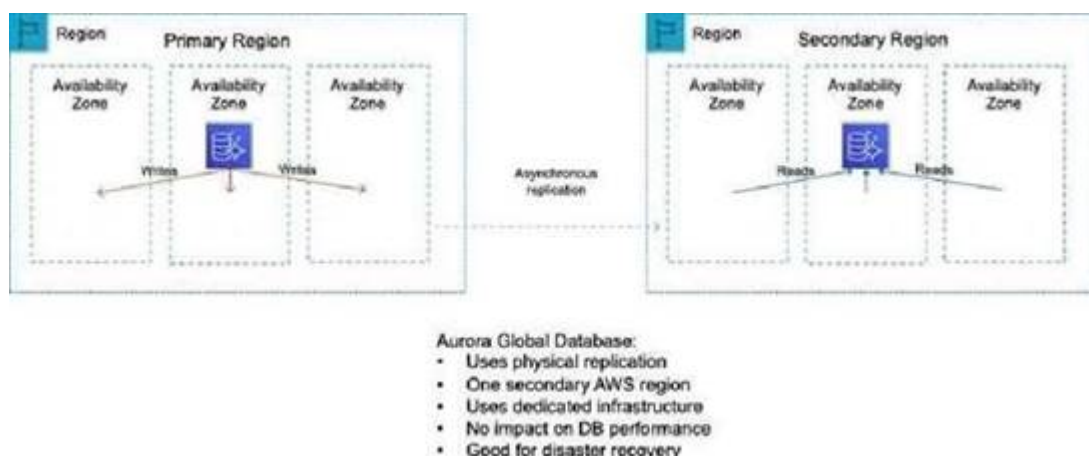 Region
Primary Region
Availability
Zone
Availability
Zone
Availability
Zone
Writes
Writes
Asynchronous
replication
Region
Secondary Region
Availability
Zone
Availability
Zone
Availability
Zone
Reads
Reads
Aurora Global Database:
• Uses physical replication
• One secondary AWS region
• Uses dedicated infrastructure
• No impact on DB performance
• Good for disaster recovery